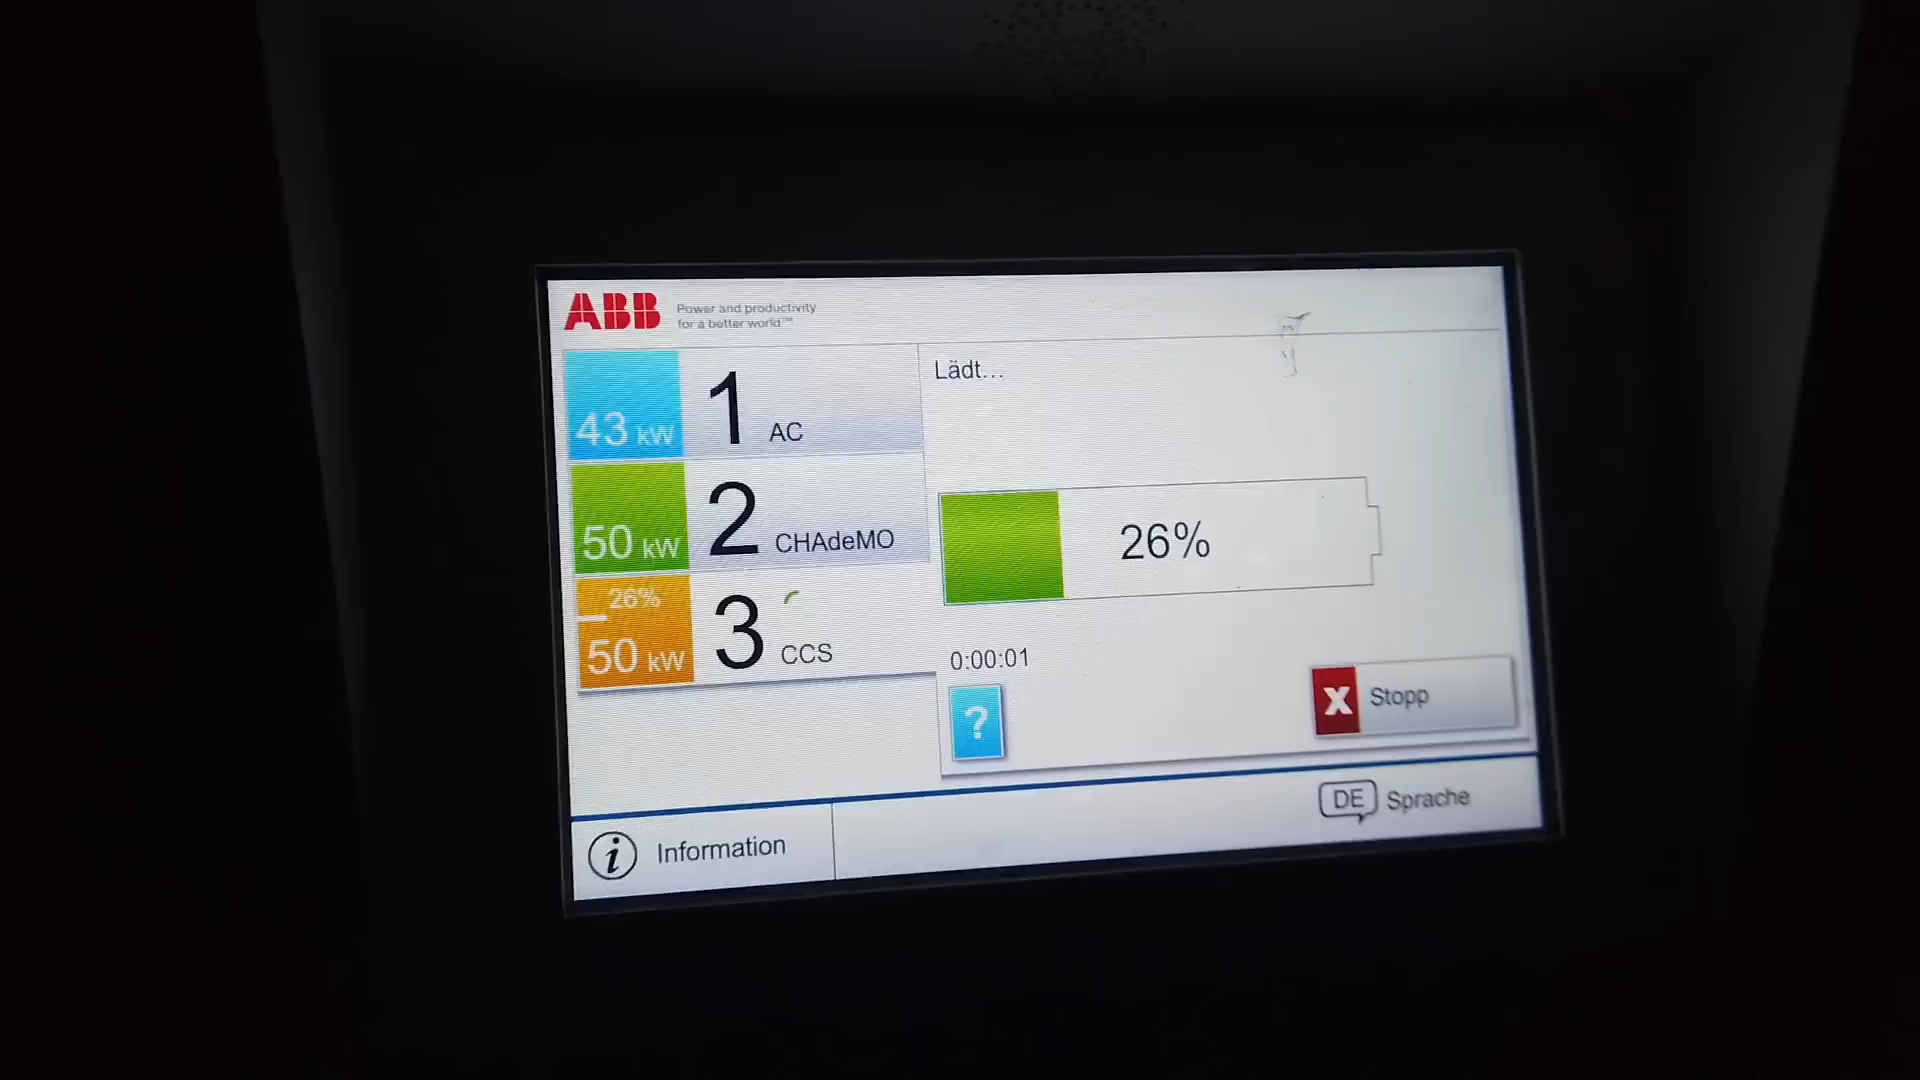 ABB
Power and productivity
for a better world™
43 kW
1 AC
50 kW
2 CHAdeMO
26%
50 kW
3 CCS
Lädt...
26%
0:00:01
?
X Stopp
i Information
DE Sprache